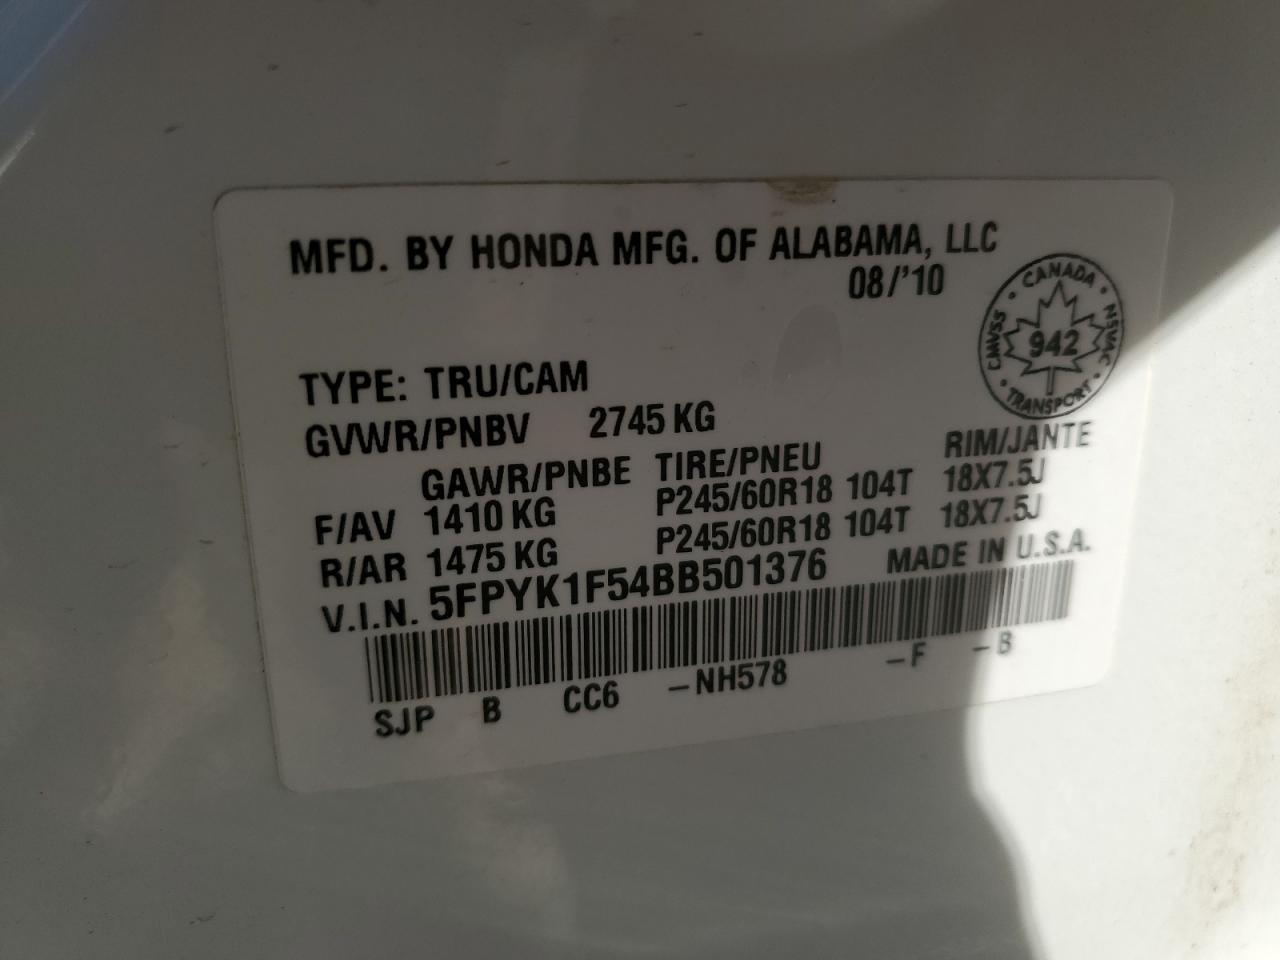 MFD. BY HONDA MFG. OF ALABAMA, LLC
08/'10
CANADA
CMVSS 942 NSVAC
TRANSPORT
TYPE: TRU/CAM
GVWR/PNBV 2745 KG
GAWR/PNBE TIRE/PNEU RIM/JANTE
F/AV 1410 KG P245/60R18 104T 18X7.5J
R/AR 1475 KG P245/60R18 104T 18X7.5J
V.I.N. 5FPYK1F54BB501376 MADE IN U.S.A.
SJP B CC6 -NH578 -F -B